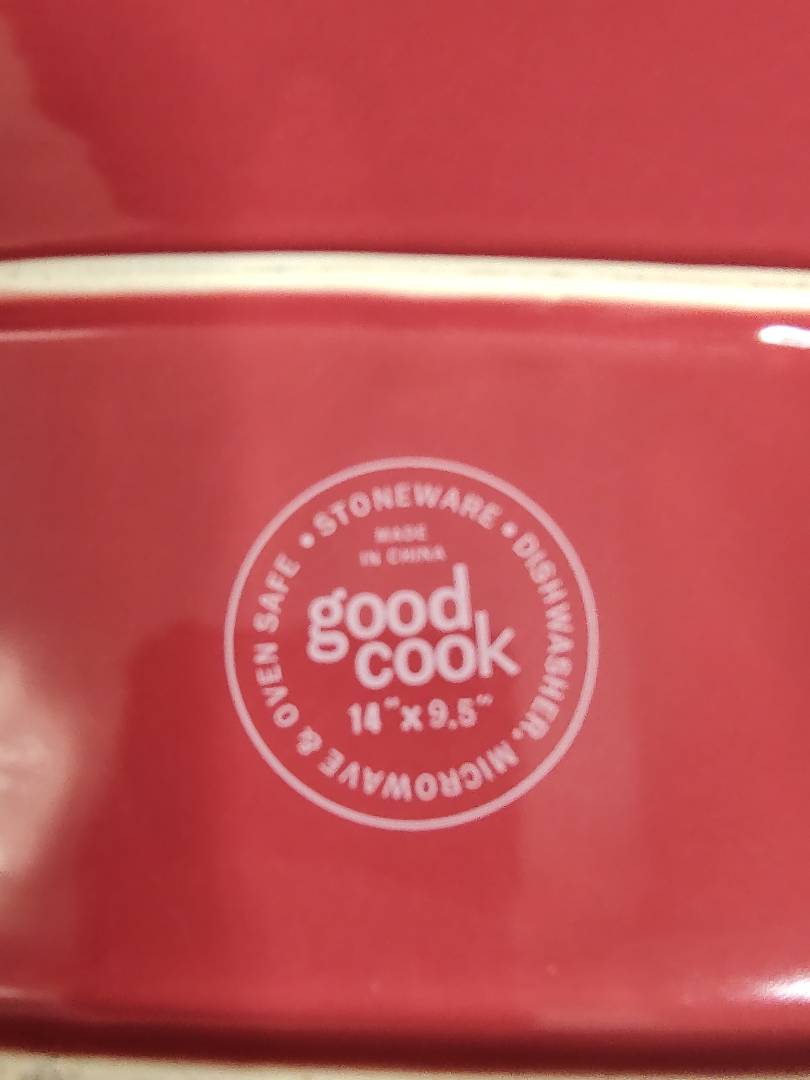 • STONEWARE • DISHWASHER, MICROWAVE & OVEN SAFE
MADE
IN CHINA
good
cook
14" x 9.5"